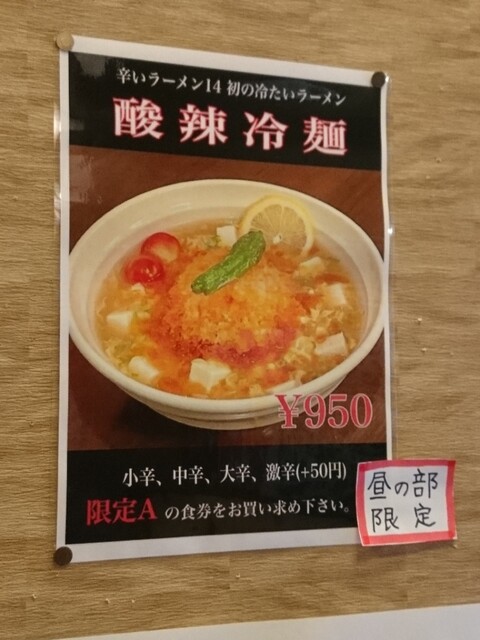 辛いラーメン14 初の冷たいラーメン
酸辣冷麺
¥950
小辛、中辛、大辛、激辛(+50円)
限定A の食券をお買い求め下さい。
昼の部
限定